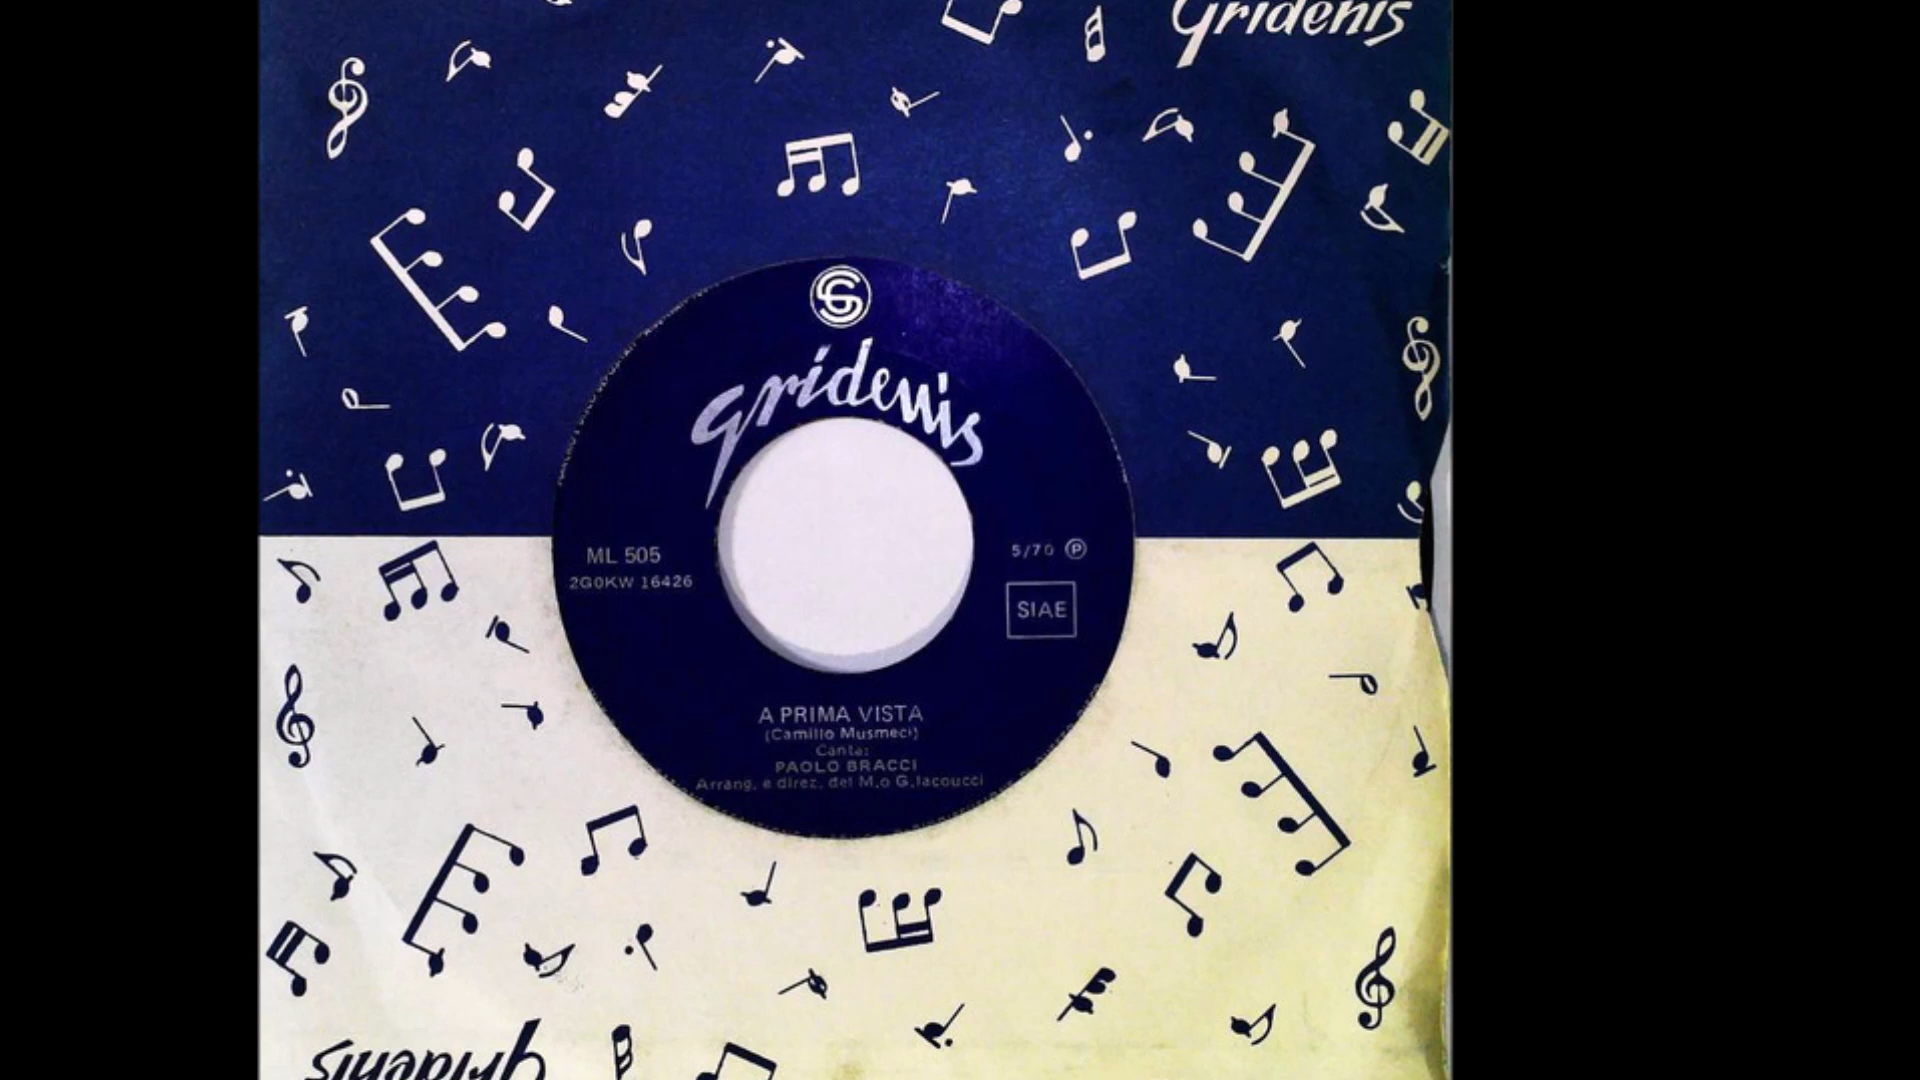 Gridenis
GS
gridenis
ML 505
2G0KW 16426
5/70 Ⓟ
SIAE
A PRIMA VISTA
(Camillo Musmeci)
Canta:
PAOLO BRACCI
Arrang. e direz. del M.o G.Iacoucci
gridenis